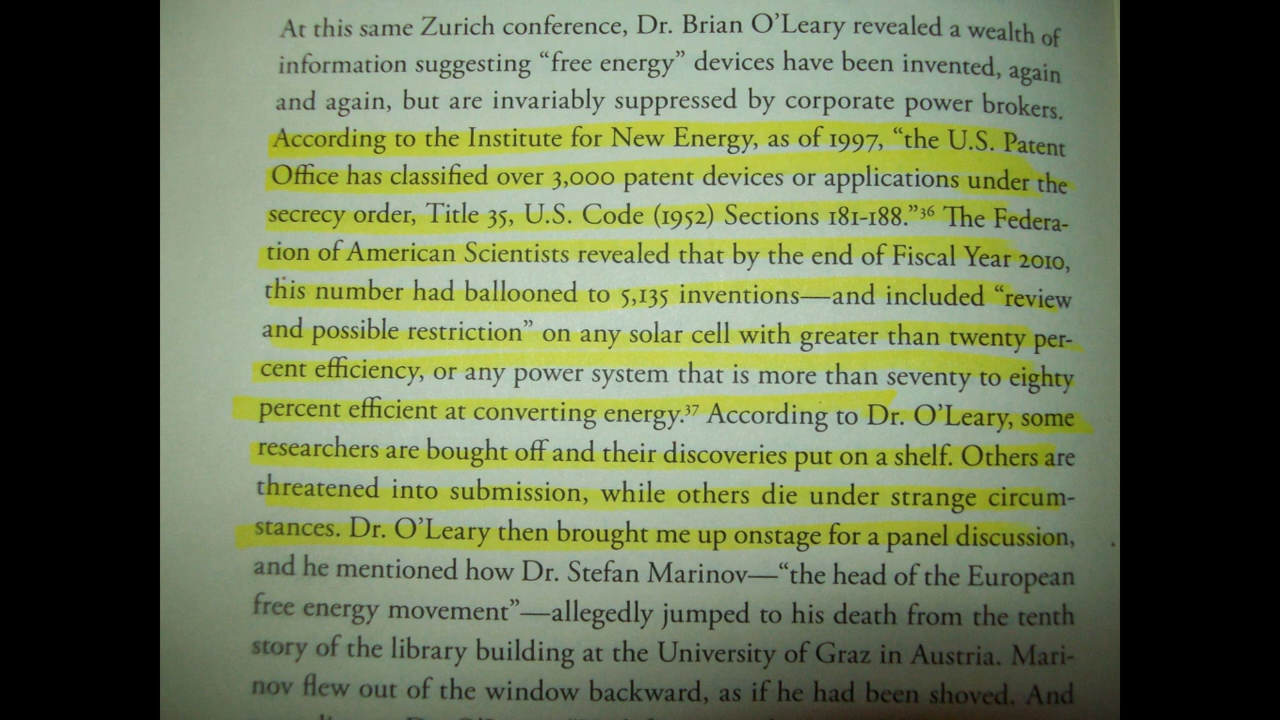 At this same Zurich conference, Dr. Brian O’Leary revealed a wealth of
information suggesting “free energy” devices have been invented, again
and again, but are invariably suppressed by corporate power brokers.
According to the Institute for New Energy, as of 1997, “the U.S. Patent
Office has classified over 3,000 patent devices or applications under the
secrecy order, Title 35, U.S. Code (1952) Sections 181-188.”36 The Federa-
tion of American Scientists revealed that by the end of Fiscal Year 2010,
this number had ballooned to 5,135 inventions—and included “review
and possible restriction” on any solar cell with greater than twenty per-
cent efficiency, or any power system that is more than seventy to eighty
percent efficient at converting energy.37 According to Dr. O’Leary, some
researchers are bought off and their discoveries put on a shelf. Others are
threatened into submission, while others die under strange circum-
stances. Dr. O’Leary then brought me up onstage for a panel discussion,
and he mentioned how Dr. Stefan Marinov—“the head of the European
free energy movement”—allegedly jumped to his death from the tenth
story of the library building at the University of Graz in Austria. Mari-
nov flew out of the window backward, as if he had been shoved. And